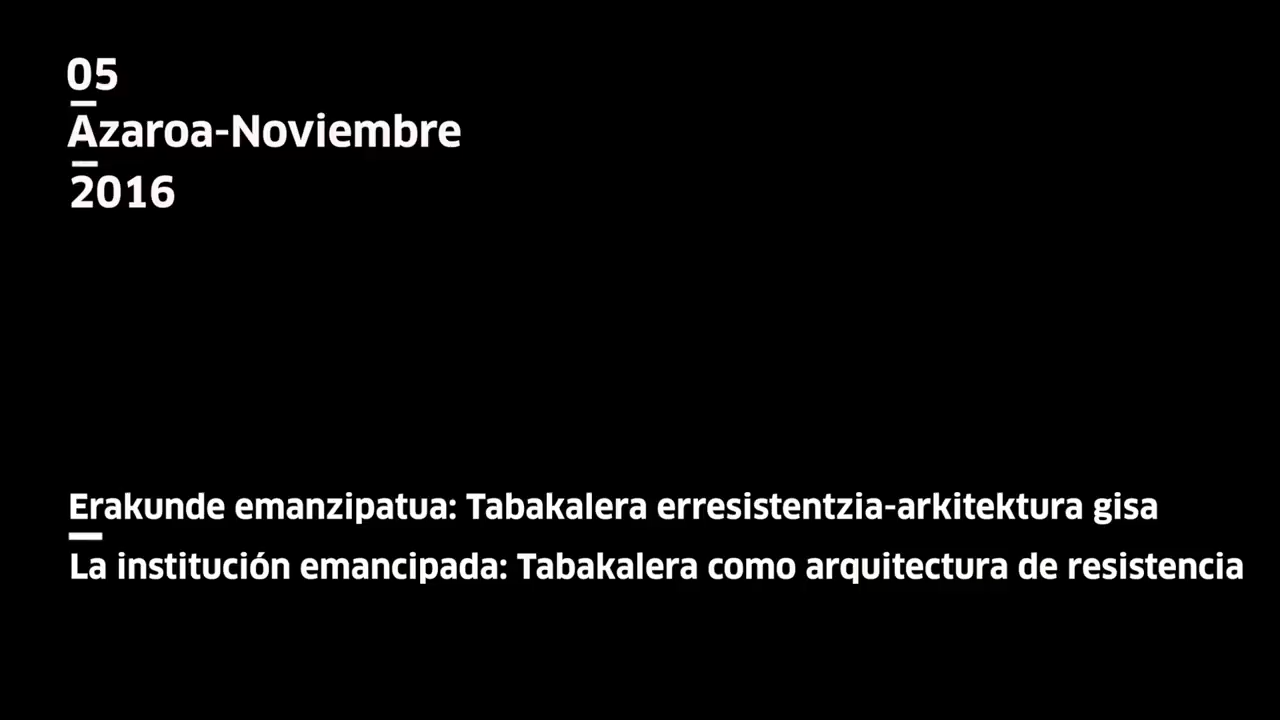 05
Azaroa-Noviembre
2016
Erakunde emanzipatua: Tabakalera erresistentzia-arkitektura gisa
La institución emancipada: Tabakalera como arquitectura de resistencia